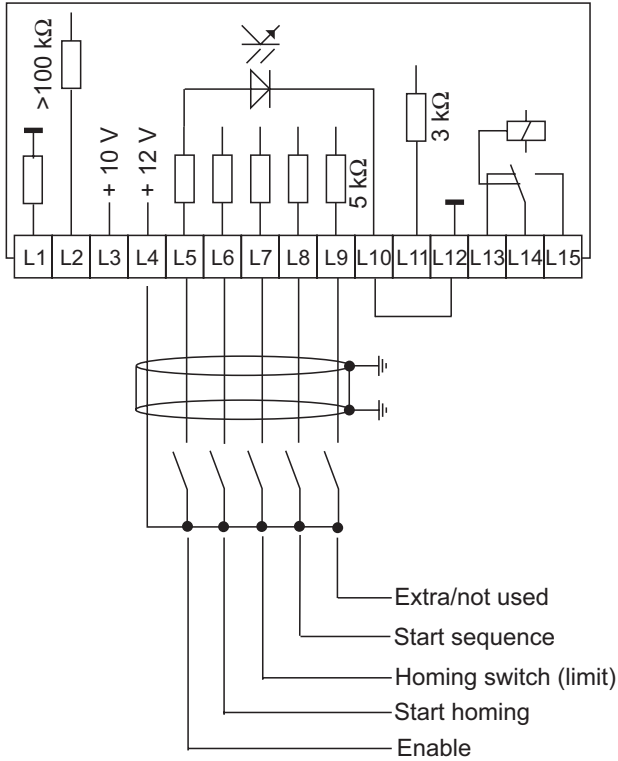 >100 kΩ
+ 10 V
+ 12 V
5 kΩ
3 kΩ
L1 L2 L3 L4 L5 L6 L7 L8 L9 L10 L11 L12 L13 L14 L15
Extra/not used
Start sequence
Homing switch (limit)
Start homing
Enable